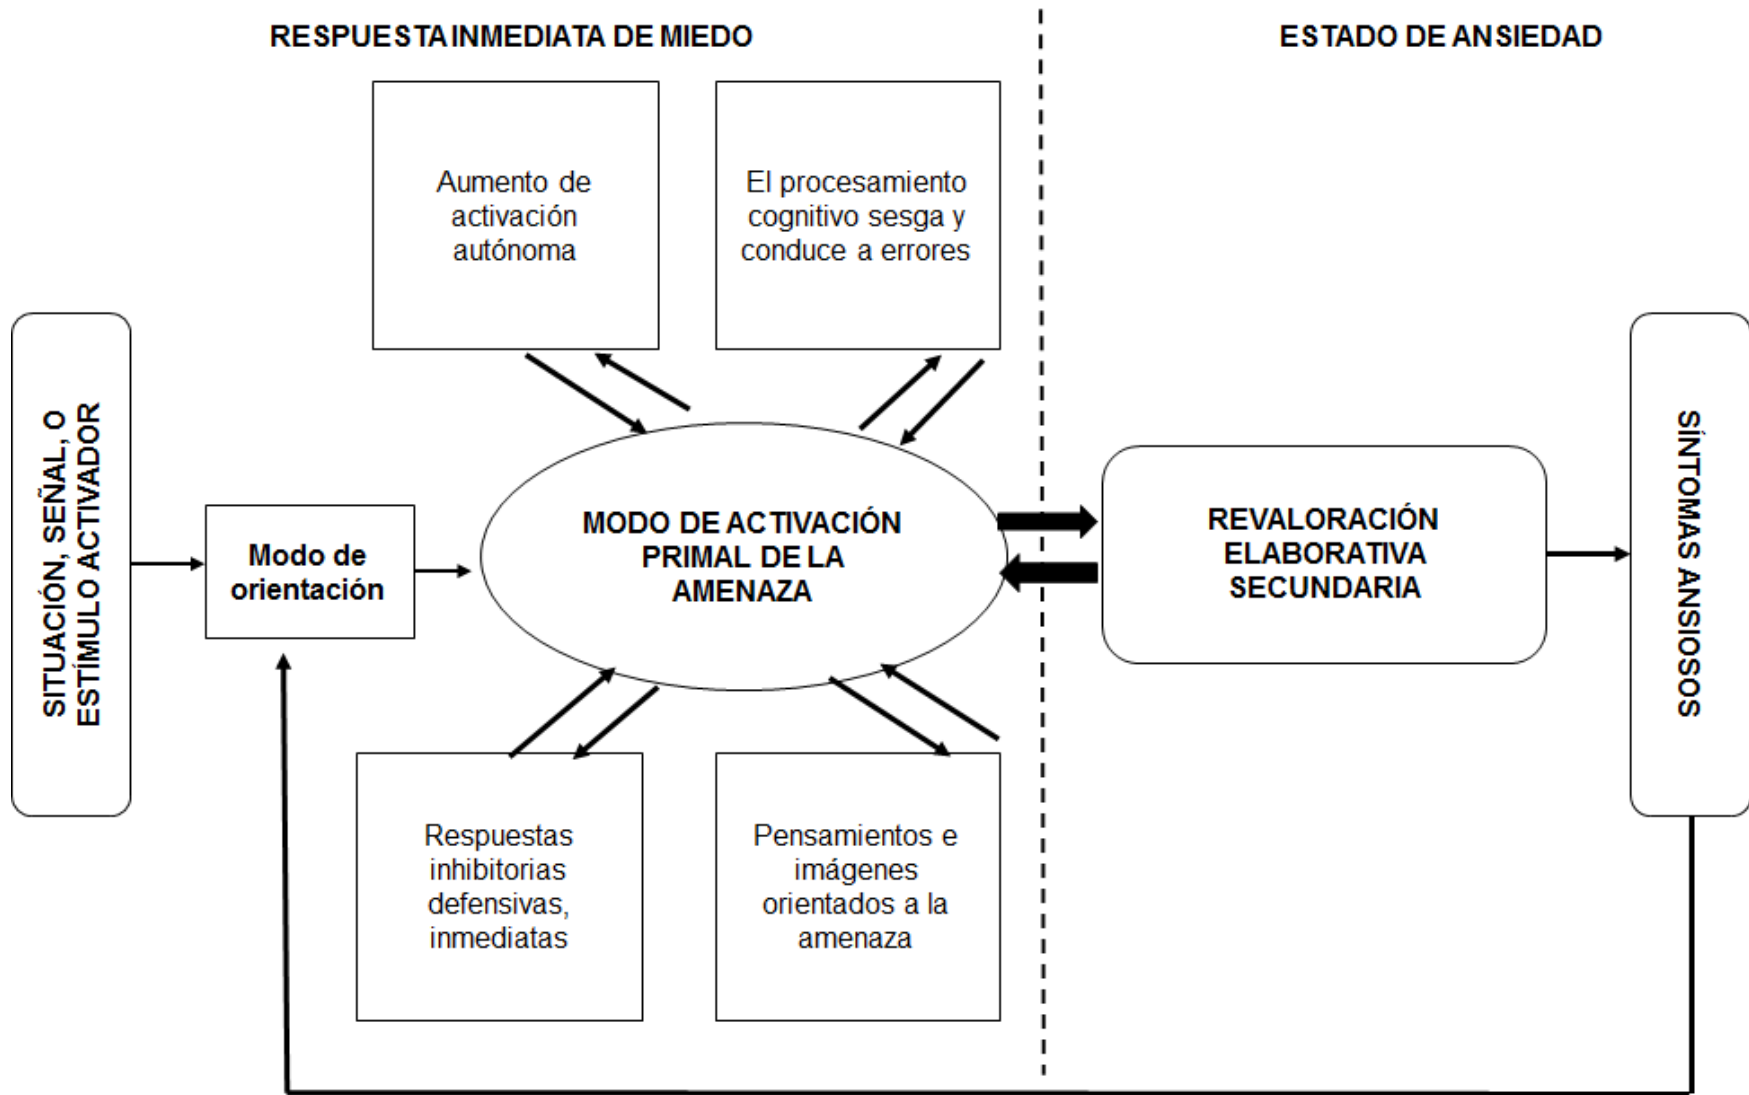 RESPUESTA INMEDIATA DE MIEDO
ESTADO DE ANSIEDAD
Aumento de
activación
autónoma
El procesamiento
cognitivo sesga y
conduce a errores
SITUACIÓN, SEÑAL, O
ESTÍMULO ACTIVADOR
Modo de
orientación
MODO DE ACTIVACIÓN
PRIMAL DE LA
AMENAZA
REVALORACIÓN
ELABORATIVA
SECUNDARIA
SÍNTOMAS ANSIOSOS
Respuestas
inhibitorias
defensivas,
inmediatas
Pensamientos e
imágenes
orientados a la
amenaza